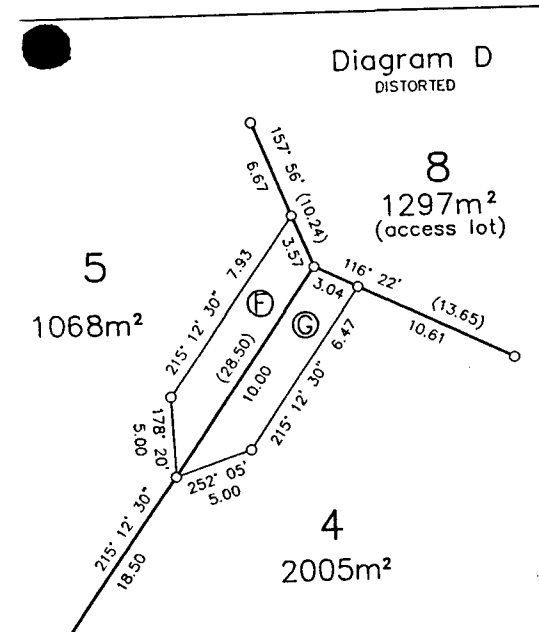 Diagram D
DISTORTED
157° 56' (10.24)
6.67
3.57
8
1297m²
(access lot)
5
1068m²
215° 12' 30" 7.93
F
116° 22'
3.04
(13.65)
10.61
G
(28.50)
10.00
6.47
215° 12' 30"
178° 20'
5.00
252° 05'
5.00
215° 12' 30"
18.50
4
2005m²